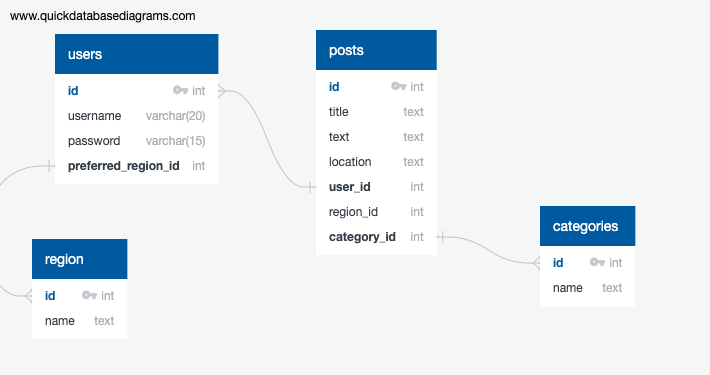 www.quickdatabasediagrams.com
users
id int
username varchar(20)
password varchar(15)
preferred_region_id int
posts
id int
title text
text text
location text
user_id int
region_id int
category_id int
region
id int
name text
categories
id int
name text